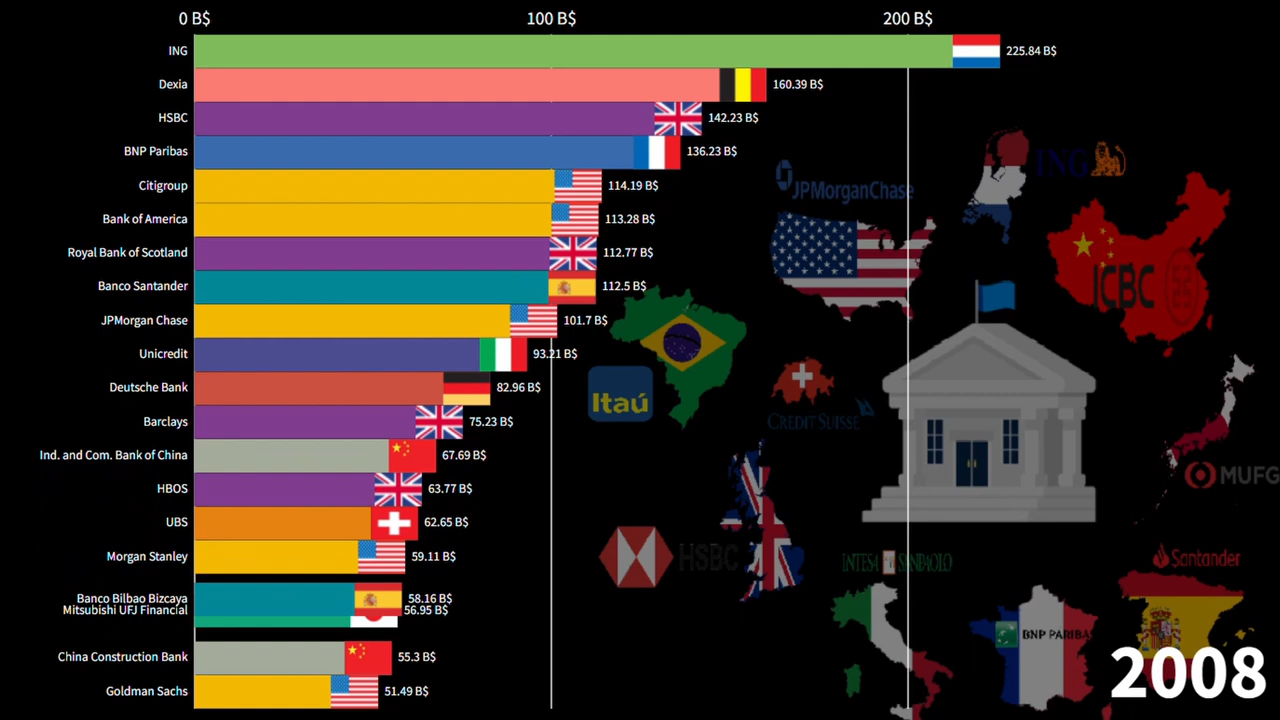 0 B$ 100 B$ 200 B$
ING 225.84 B$
Dexia 160.39 B$
HSBC 142.23 B$
BNP Paribas 136.23 B$
Citigroup 114.19 B$
Bank of America 113.28 B$
Royal Bank of Scotland 112.77 B$
Banco Santander 112.5 B$
JPMorgan Chase 101.7 B$
Unicredit 93.21 B$
Deutsche Bank 82.96 B$
Barclays 75.23 B$
Ind. and Com. Bank of China 67.69 B$
HBOS 63.77 B$
UBS 62.65 B$
Morgan Stanley 59.11 B$
Banco Bilbao Bizcaya 58.16 B$
Mitsubishi UFJ Financial 56.95 B$
China Construction Bank 55.3 B$
Goldman Sachs 51.49 B$
ING
JPMorganChase
ICBC
Itaú
CREDIT SUISSE
MUFG
HSBC
INTESA SANPAOLO
Santander
BNP PARIBAS
2008